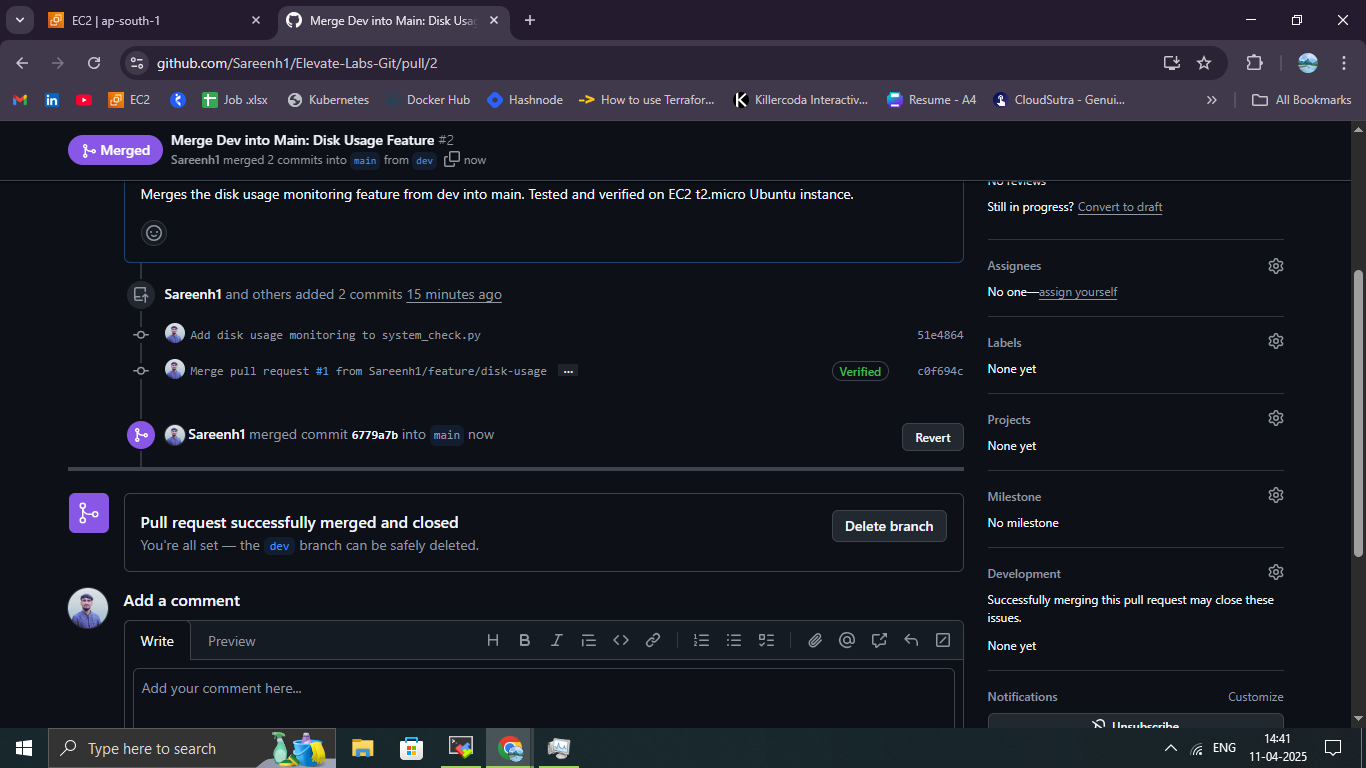 EC2 | ap-south-1
Merge Dev into Main: Disk Usa
github.com/Sareenh1/Elevate-Labs-Git/pull/2
EC2
Job .xlsx
Kubernetes
Docker Hub
Hashnode
How to use Terrafor...
Killercoda Interactiv...
Resume - A4
CloudSutra - Genui...
»
All Bookmarks
Merged
Merge Dev into Main: Disk Usage Feature #2
Sareenh1 merged 2 commits into main from dev now
Merges the disk usage monitoring feature from dev into main. Tested and verified on EC2 t2.micro Ubuntu instance.
Sareenh1 and others added 2 commits 15 minutes ago
Add disk usage monitoring to system_check.py 51e4864
Merge pull request #1 from Sareenh1/feature/disk-usage ... Verified c0f694c
Sareenh1 merged commit 6779a7b into main now
Revert
Pull request successfully merged and closed
You're all set — the dev branch can be safely deleted.
Delete branch
Add a comment
Write Preview
Add your comment here...
No reviews
Still in progress? Convert to draft
Assignees
No one—assign yourself
Labels
None yet
Projects
None yet
Milestone
No milestone
Development
Successfully merging this pull request may close these
issues.
None yet
Notifications Customize
Unsubscribe
Type here to search
ENG
14:41
11-04-2025